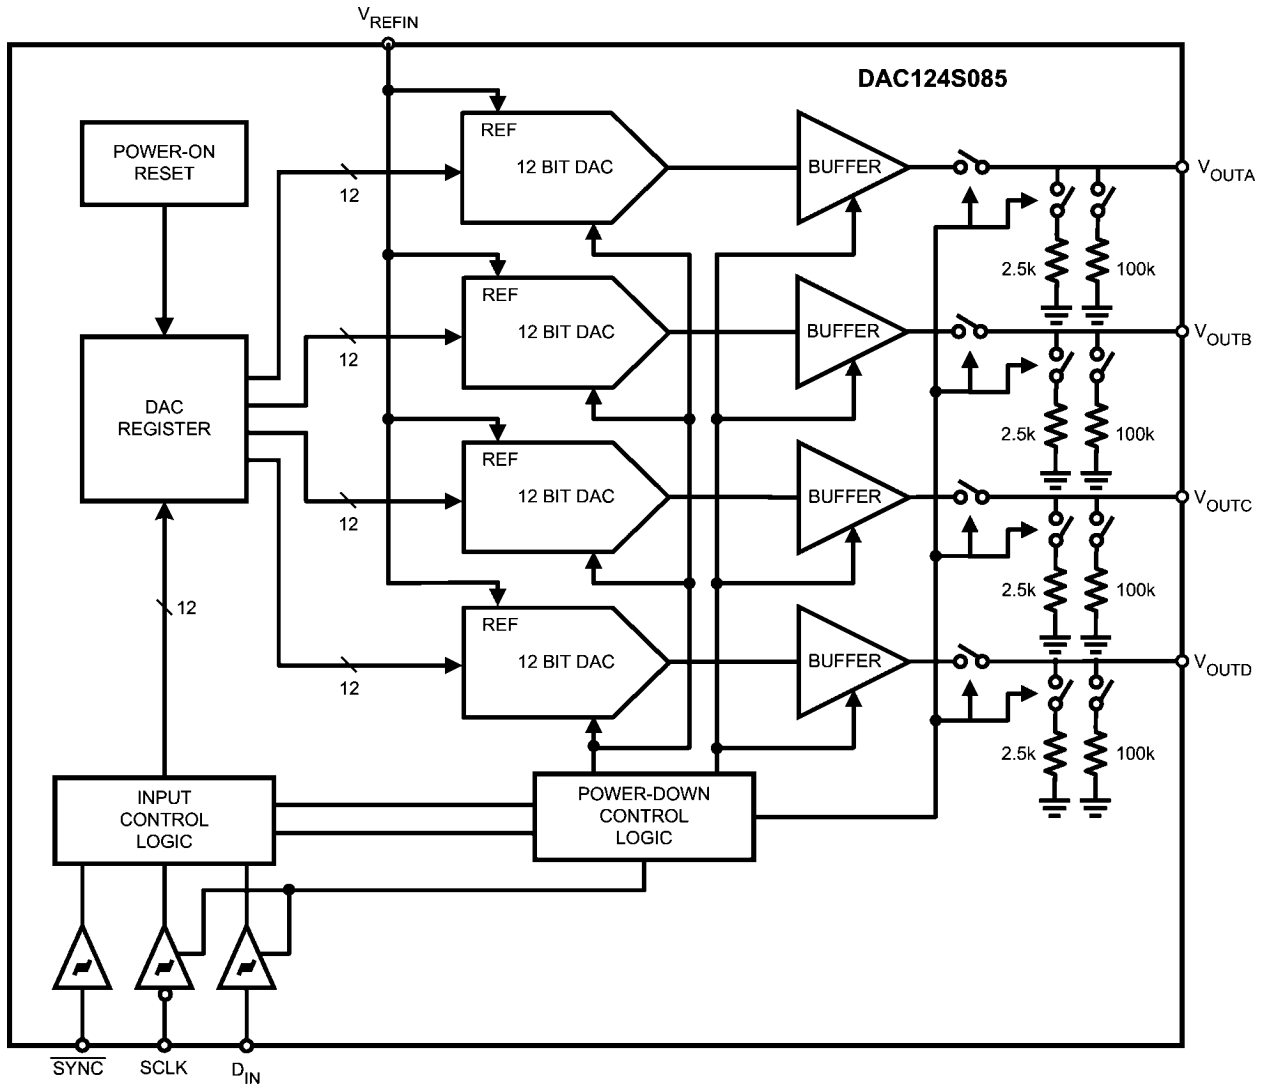 VREFIN
DAC124S085
POWER-ON
RESET
REF
12 BIT DAC
BUFFER
12
VOUTA
2.5k
100k
REF
12 BIT DAC
BUFFER
12
VOUTB
DAC
REGISTER
2.5k
100k
REF
12 BIT DAC
BUFFER
12
VOUTC
2.5k
100k
12
REF
12 BIT DAC
BUFFER
12
VOUTD
2.5k
100k
INPUT
CONTROL
LOGIC
POWER-DOWN
CONTROL
LOGIC
SYNC
SCLK
DIN